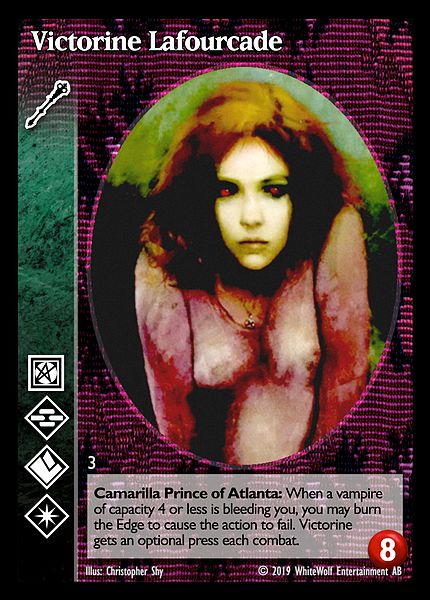 Victorine Lafourcade
3
Camarilla Prince of Atlanta: When a vampire
of capacity 4 or less is bleeding you, you may burn
the Edge to cause the action to fail. Victorine
gets an optional press each combat.
8
Illus: Christopher Shy © 2019 WhiteWolf Entertainment AB